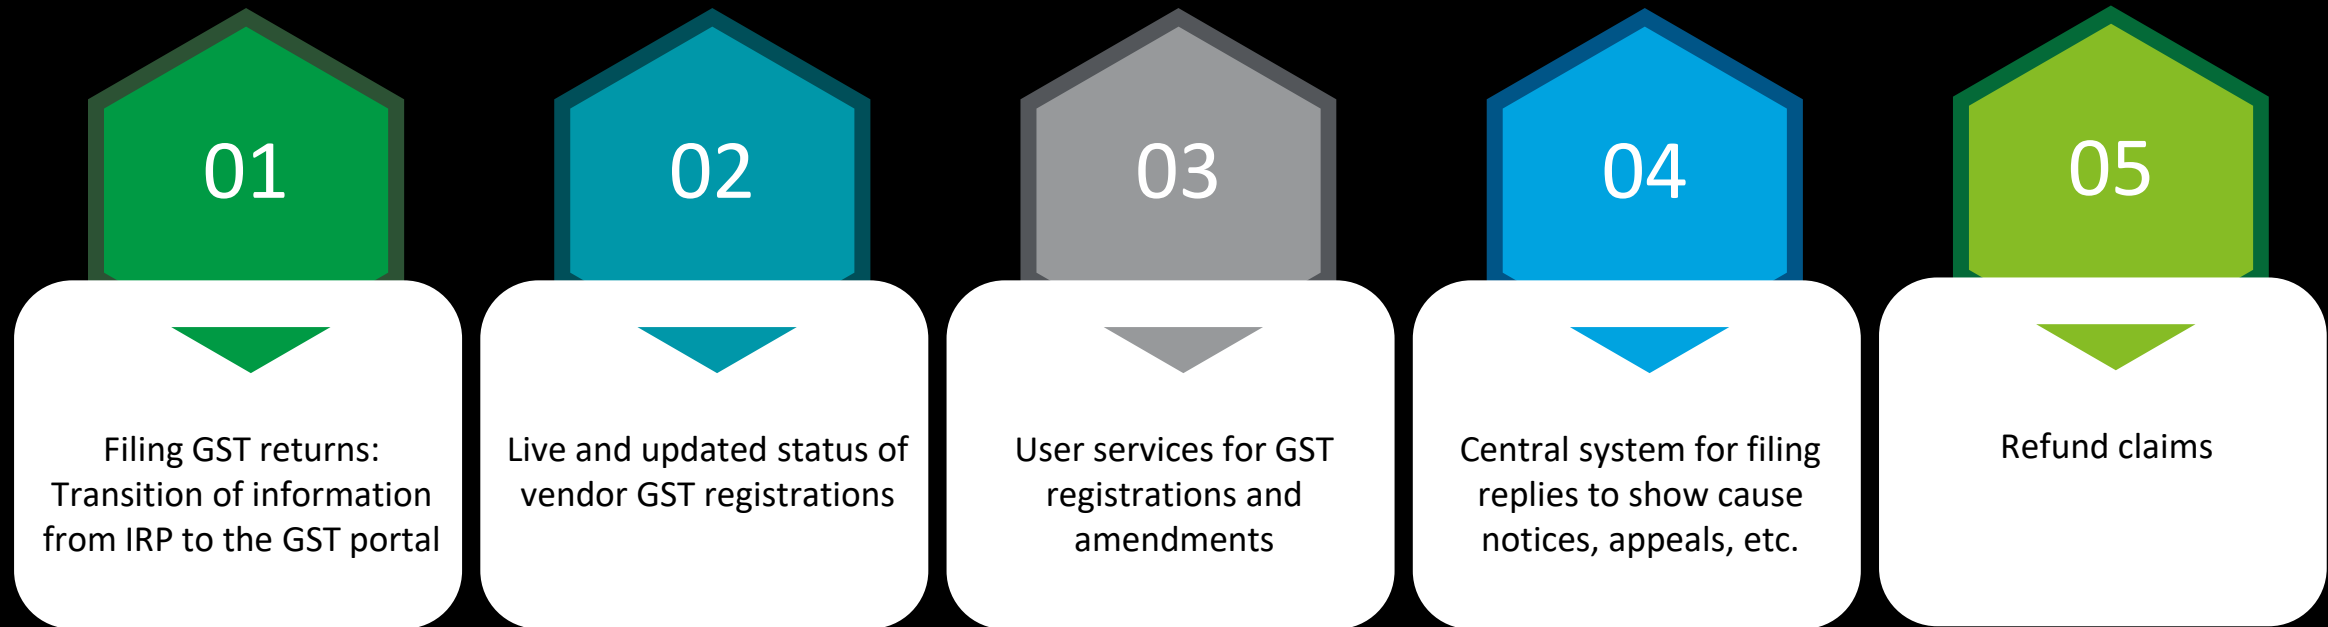 01
Filing GST returns:
Transition of information
from IRP to the GST portal
02
Live and updated status of
vendor GST registrations
03
User services for GST
registrations and
amendments
04
Central system for filing
replies to show cause
notices, appeals, etc.
05
Refund claims